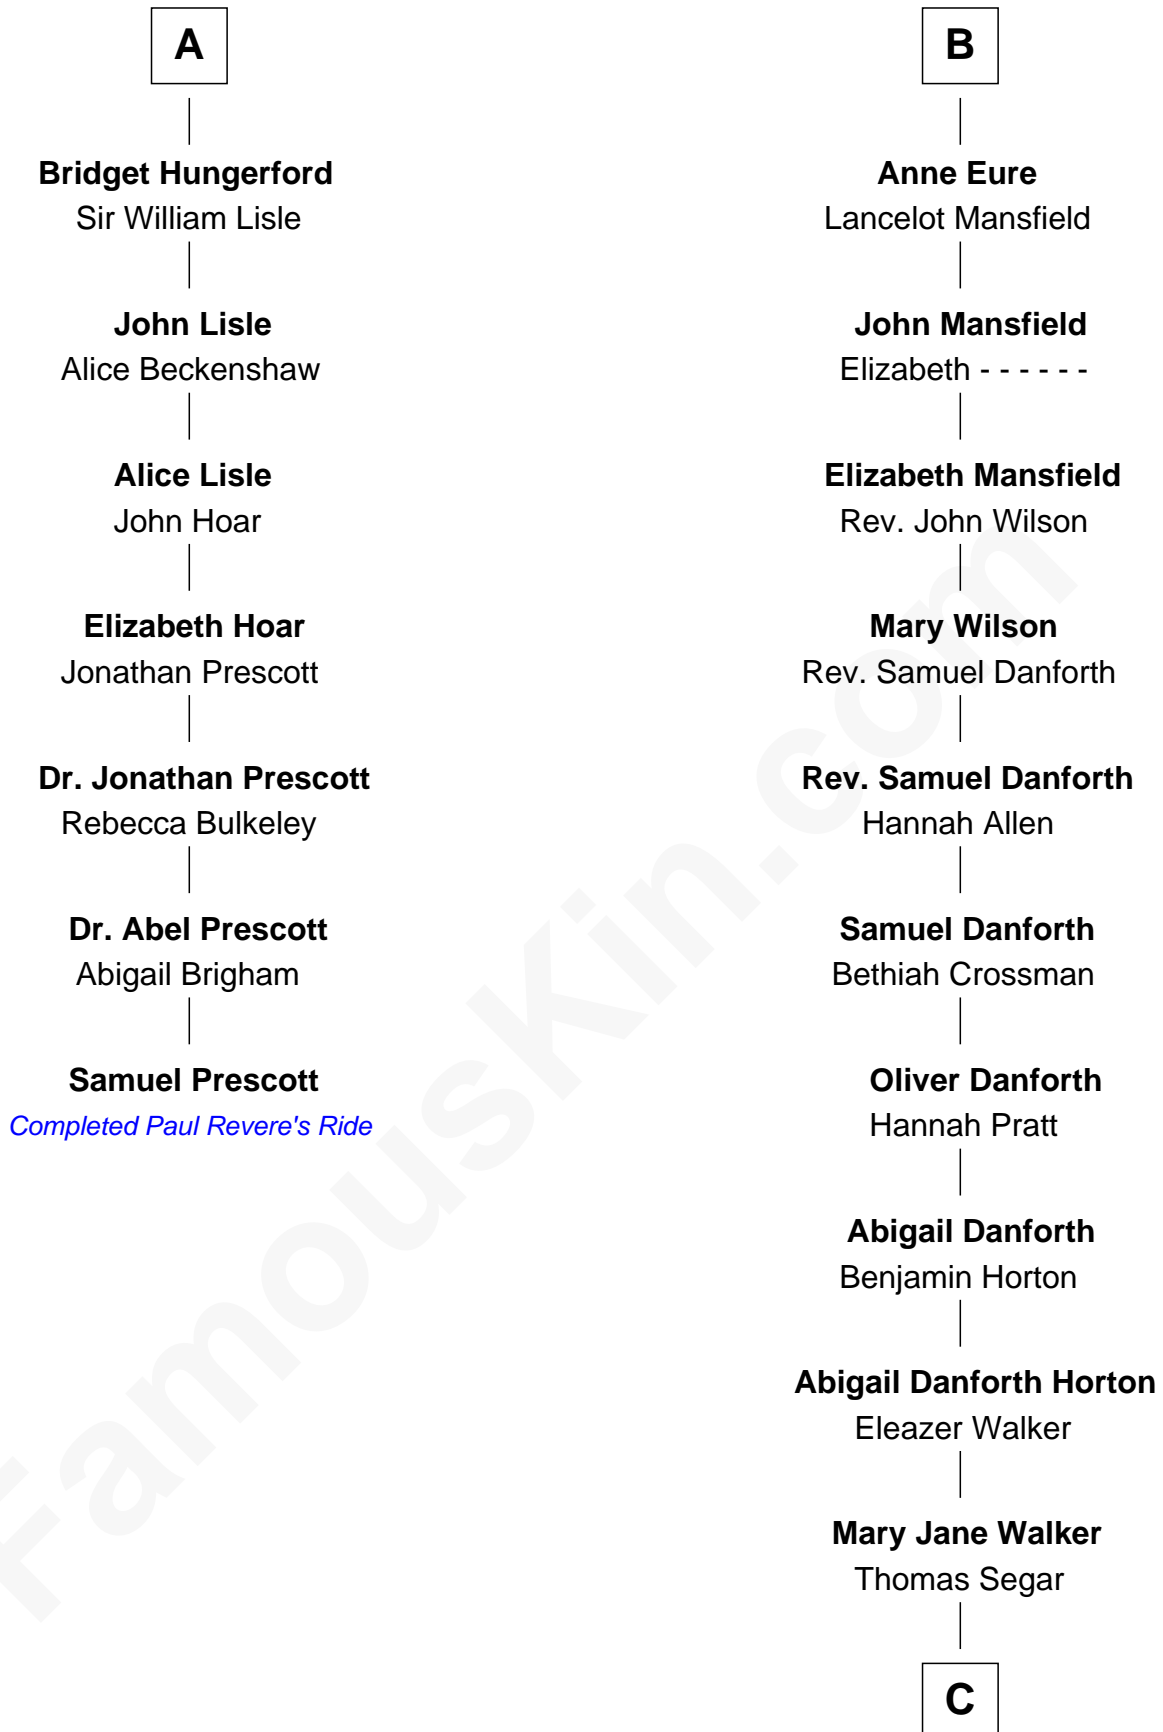 A
Bridget Hungerford
Sir William Lisle
John Lisle
Alice Beckenshaw
Alice Lisle
John Hoar
Elizabeth Hoar
Jonathan Prescott
Dr. Jonathan Prescott
Rebecca Bulkeley
Dr. Abel Prescott
Abigail Brigham
Samuel Prescott
Completed Paul Revere's Ride
B
Anne Eure
Lancelot Mansfield
John Mansfield
Elizabeth - - - - - -
Elizabeth Mansfield
Rev. John Wilson
Mary Wilson
Rev. Samuel Danforth
Rev. Samuel Danforth
Hannah Allen
Samuel Danforth
Bethiah Crossman
Oliver Danforth
Hannah Pratt
Abigail Danforth
Benjamin Horton
Abigail Danforth Horton
Eleazer Walker
Mary Jane Walker
Thomas Segar
C
FamousKin.com